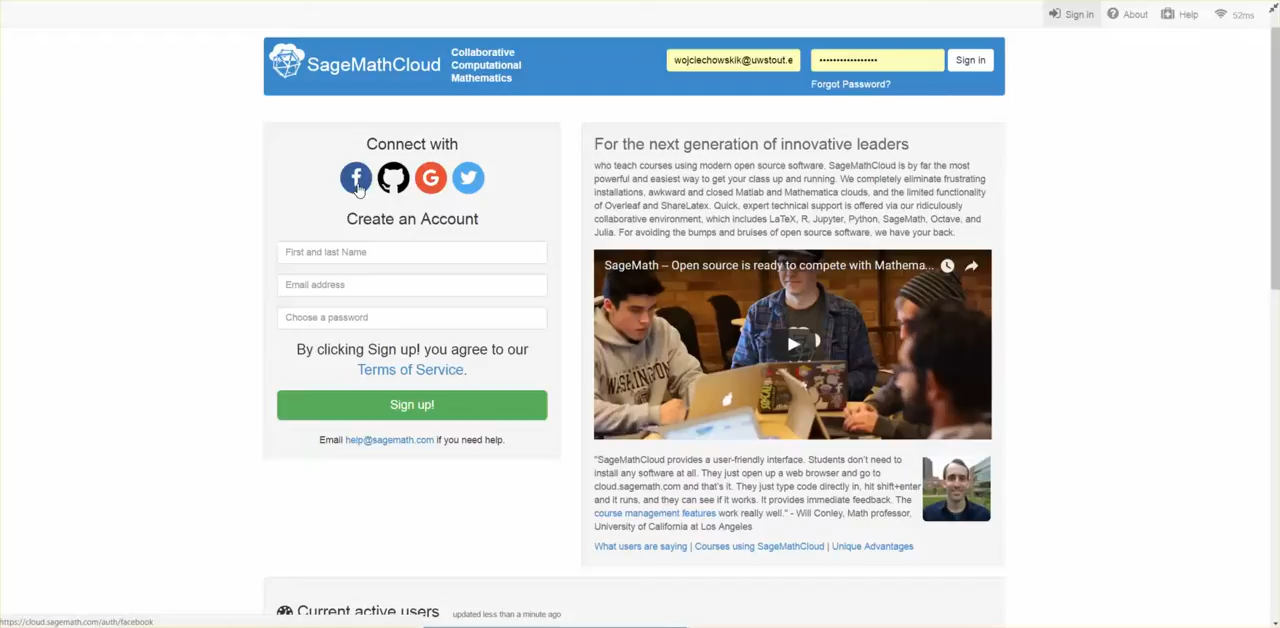 Sign in
About
Help
52ms
SageMathCloud
Collaborative
Computational
Mathematics
wojciechowskik@uwstout.e
••••••••••••••••
Sign in
Forgot Password?
Connect with
Create an Account
First and last Name
Email address
Choose a password
By clicking Sign up! you agree to our
Terms of Service.
Sign up!
Email help@sagemath.com if you need help.
For the next generation of innovative leaders
who teach courses using modern open source software. SageMathCloud is by far the most
powerful and easiest way to get your class up and running. We completely eliminate frustrating
installations, awkward and closed Matlab and Mathematica clouds, and the limited functionality
of Overleaf and ShareLatex. Quick, expert technical support is offered via our ridiculously
collaborative environment, which includes LaTeX, R, Jupyter, Python, SageMath, Octave, and
Julia. For avoiding the bumps and bruises of open source software, we have your back.
SageMath – Open source is ready to compete with Mathema...
WASHINGTON
"SageMathCloud provides a user-friendly interface. Students don't need to
install any software at all. They just open up a web browser and go to
cloud.sagemath.com and that's it. They just type code directly in, hit shift+enter
and it runs, and they can see if it works. It provides immediate feedback. The
course management features work really well." - Will Conley, Math professor,
University of California at Los Angeles
What users are saying | Courses using SageMathCloud | Unique Advantages
Current active users updated less than a minute ago
https://cloud.sagemath.com/auth/facebook